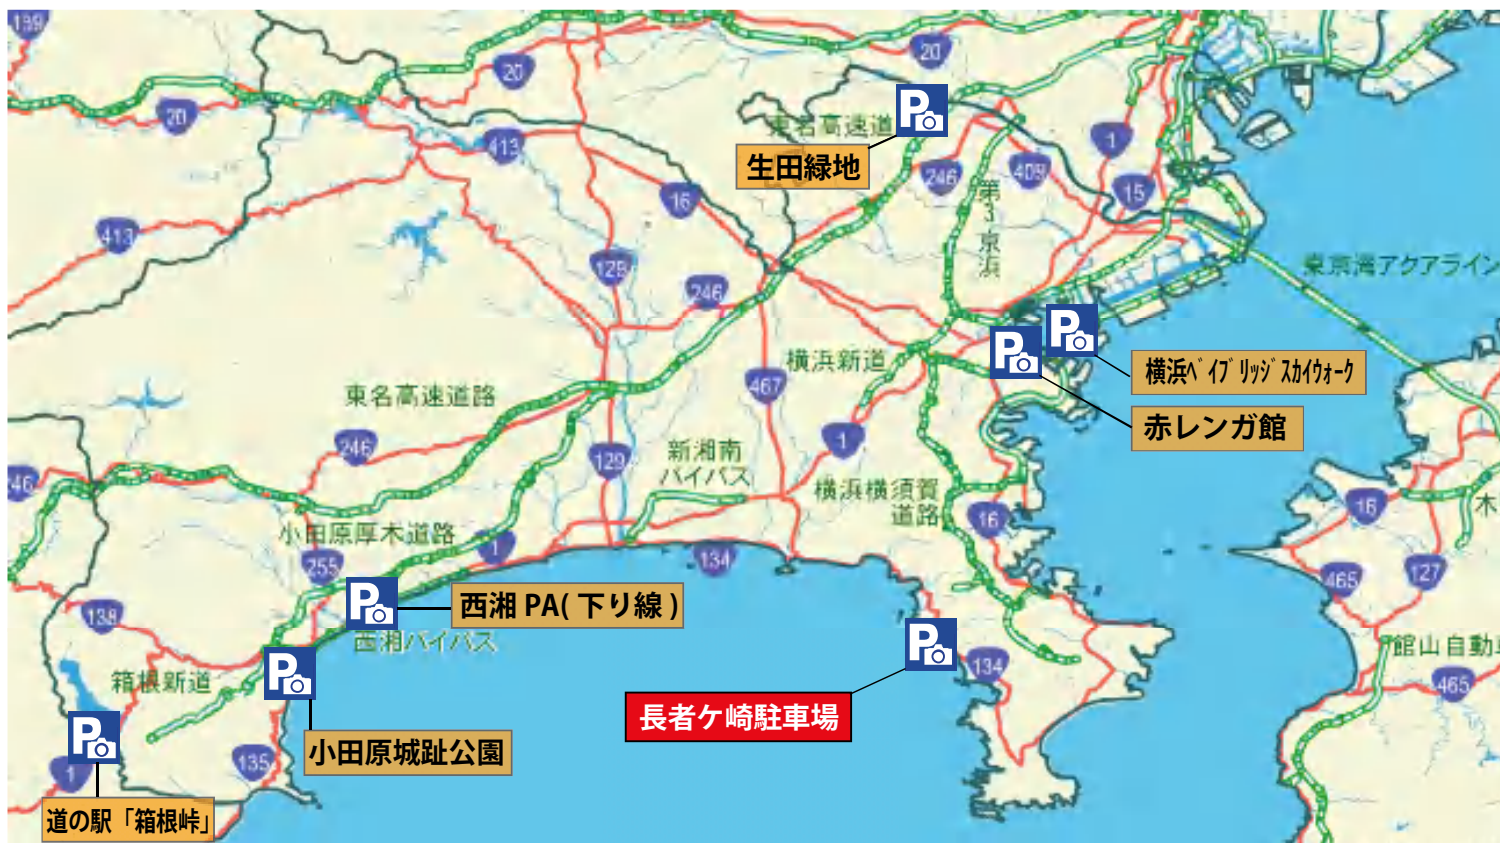 139
20
20
20
東名高速道
生田緑地
413
246
409
1
15
第3京浜
16
413
129
246
東京湾アクアライン
横浜新道
467
横浜ベイブリッジスカイウォーク
赤レンガ館
東名高速道路
246
1
129
新湘南
バイパス
46
横浜横須賀
道路
16
16
木
小田原厚木道路
1
134
255
465
127
138
西湘PA(下り線)
西湘バイパス
箱根新道
134
館山自動車
465
長者ケ崎駐車場
小田原城趾公園
135
1
道の駅「箱根峠」
P
P
P
P
P
P
P